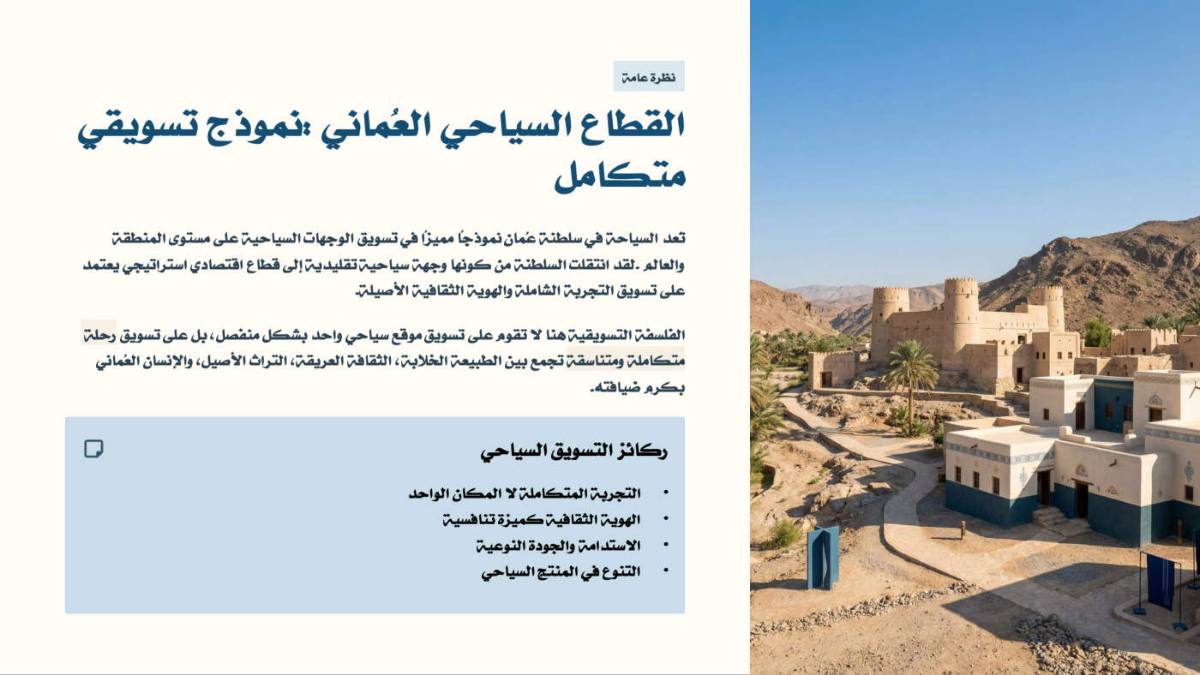 نظرة عامة
القطاع السياحي العُماني :نموذج تسويقي
متكامل
تعد السياحة في سلطنة عُمان نموذجًا مميزًا في تسويق الوجهات السياحية على مستوى المنطقة
والعالم .لقد انتقلت السلطنة من كونها وجهة سياحية تقليدية إلى قطاع اقتصادي استراتيجي يعتمد
على تسويق التجربة الشاملة والهوية الثقافية الأصيلة.
الفلسفة التسويقية هنا لا تقوم على تسويق موقع سياحي واحد بشكل منفصل، بل على تسويق رحلة
متكاملة ومتناسقة تجمع بين الطبيعة الخلابة، الثقافة العريقة، التراث الأصيل، والإنسان العُماني
بكرم ضيافته.
ركائز التسويق السياحي
• التجربة المتكاملة لا المكان الواحد
• الهوية الثقافية كميزة تنافسية
• الاستدامة والجودة النوعية
• التنوع في المنتج السياحي